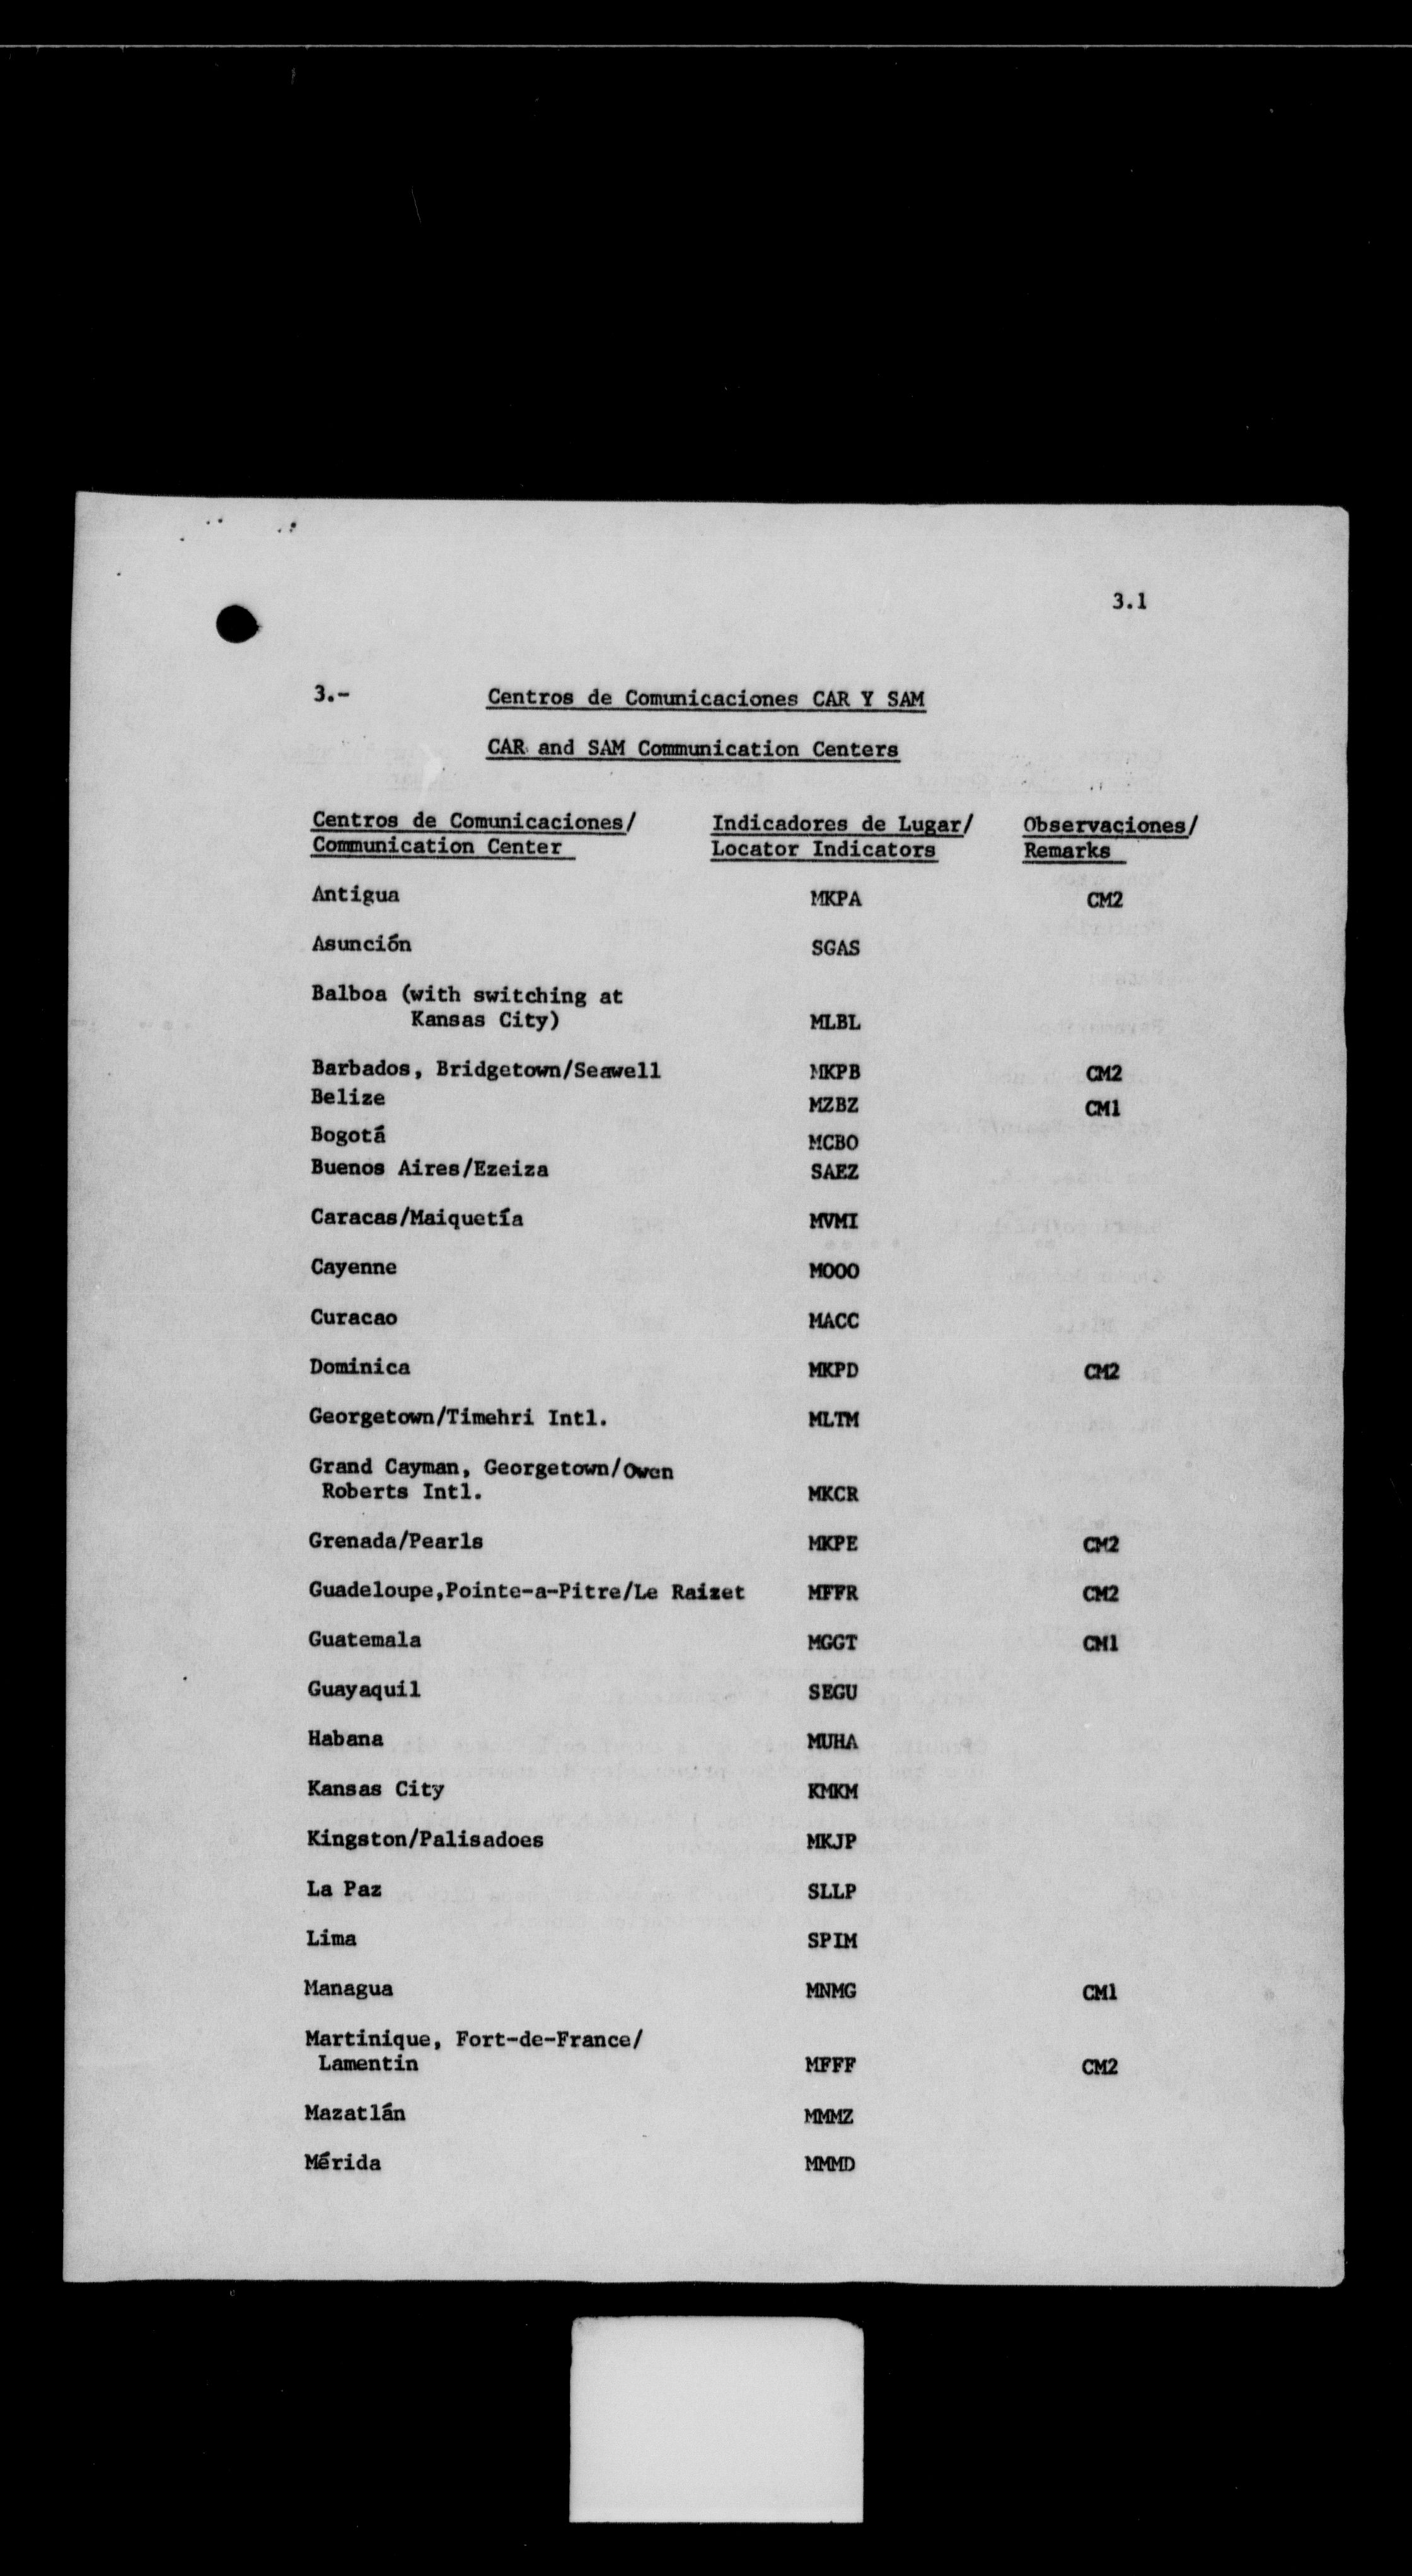 3.1
3.- Centros de Comunicaciones CAR Y SAM
CAR and SAM Communication Centers
Centros de Comunicaciones/ Indicadores de Lugar/ Observaciones/
Communication Center Locator Indicators Remarks
Antigua MKPA CM2
Asunción SGAS
Balboa (with switching at
Kansas City) MLBL
Barbados, Bridgetown/Seawell MKPB CM2
Belize MZBZ CM1
Bogotá MCBO
Buenos Aires/Ezeiza SAEZ
Caracas/Maiquetía MVMI
Cayenne MOOO
Curacao MACC
Dominica MKPD CM2
Georgetown/Timehri Intl. MLTM
Grand Cayman, Georgetown/Owen
Roberts Intl. MKCR
Grenada/Pearls MKPE CM2
Guadeloupe,Pointe-a-Pitre/Le Raizet MFFR CM2
Guatemala MGGT CM1
Guayaquil SEGU
Habana MUHA
Kansas City KMKM
Kingston/Palisadoes MKJP
La Paz SLLP
Lima SPIM
Managua MNMG CM1
Martinique, Fort-de-France/
Lamentin MFFF CM2
Mazatlán MMMZ
Mérida MMMD